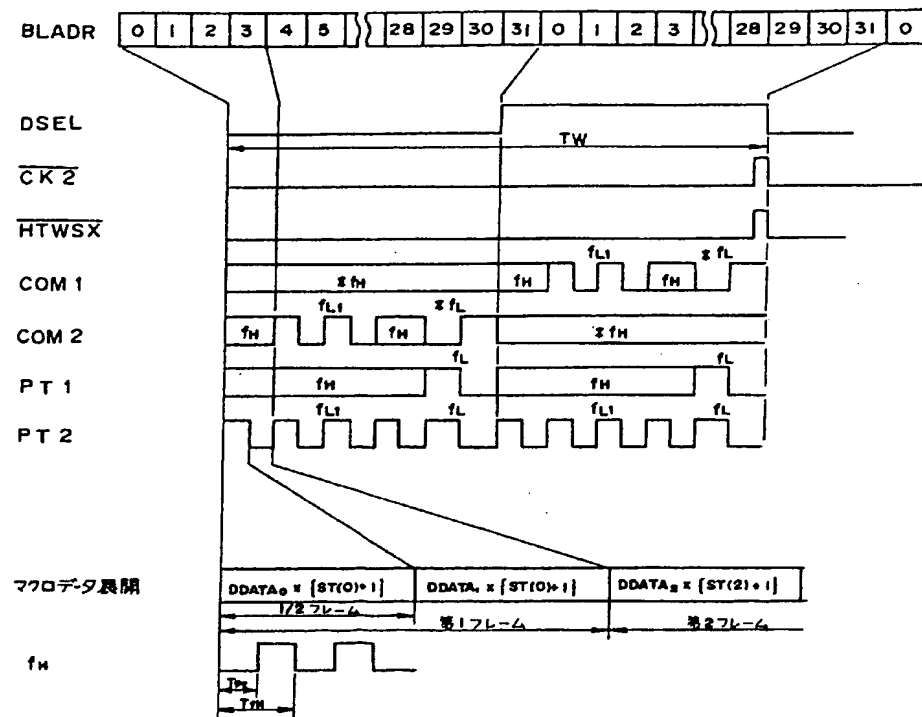 BLADR 0 1 2 3 4 5 28 29 30 31 0 1 2 3 28 29 30 31 0
DSEL
TW
CK2
HTWSX
fL1 ※fL
COM 1 ※fH fH fH
fL1 ※fL
COM 2 fH fH ※fH
fL fL
PT 1 fH fH
fL1 fL fL1 fL
PT 2
マクロデータ展開 DDATA₀ x {ST(0)+1} DDATA₁ x {ST(0)+1} DDATA₂ x {ST(2)+1}
1/2フレーム
第1フレーム 第2フレーム
fH
TfH